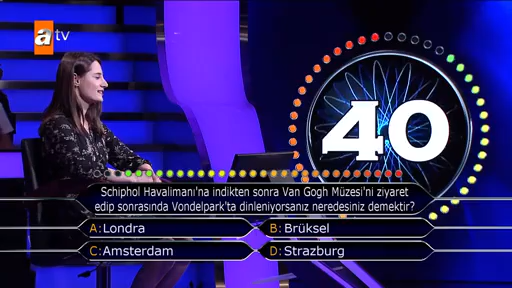 atv
40
Schiphol Havalimanı'na indikten sonra Van Gogh Müzesi'ni ziyaret
edip sonrasında Vondelpark'ta dinleniyorsanız neredesiniz demektir?
A:Londra
B:Brüksel
C:Amsterdam
D:Strazburg